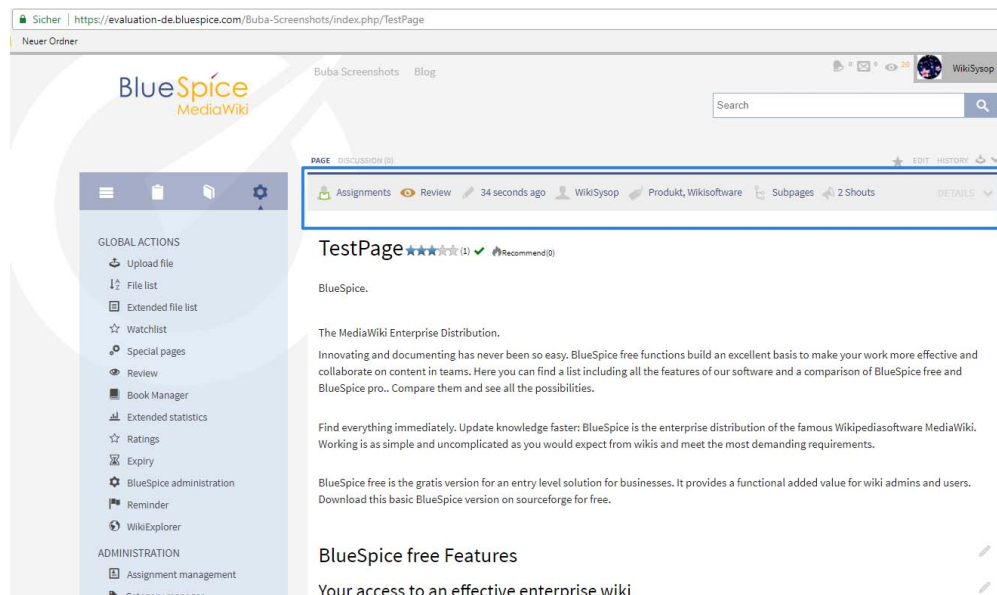 Sicher | https://evaluation-de.bluespice.com/Buba-Screenshots/index.php/TestPage
Neuer Ordner
BlueSpice
MediaWiki
Buba Screenshots Blog
WikiSysop
Search
PAGE DISCUSSION (0)
EDIT HISTORY
Assignments Review 34 seconds ago WikiSysop Produkt, Wikisoftware Subpages 2 Shouts DETAILS
GLOBAL ACTIONS
Upload file
File list
Extended file list
Watchlist
Special pages
Review
Book Manager
Extended statistics
Ratings
Expiry
BlueSpice administration
Reminder
WikiExplorer
ADMINISTRATION
Assignment management
TestPage (1) Recommend(0)
BlueSpice.
The MediaWiki Enterprise Distribution.
Innovating and documenting has never been so easy. BlueSpice free functions build an excellent basis to make your work more effective and
collaborate on content in teams. Here you can find a list including all the features of our software and a comparison of BlueSpice free and
BlueSpice pro.. Compare them and see all the possibilities.
Find everything immediately. Update knowledge faster: BlueSpice is the enterprise distribution of the famous Wikipediasoftware MediaWiki.
Working is as simple and uncomplicated as you would expect from wikis and meet the most demanding requirements.
BlueSpice free is the gratis version for an entry level solution for businesses. It provides a functional added value for wiki admins and users.
Download this basic BlueSpice version on sourceforge for free.
BlueSpice free Features
Your access to an effective enterprise wiki